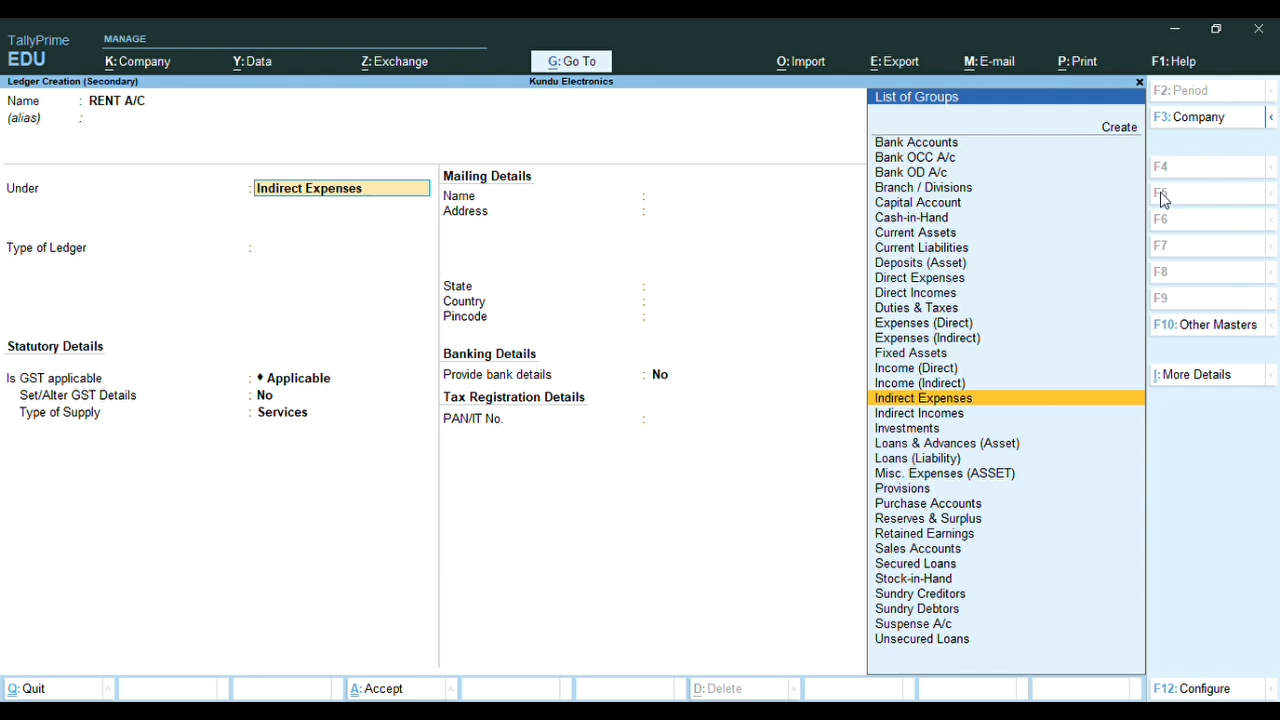 TallyPrime
EDU
MANAGE
K: Company
Y: Data
Z: Exchange
G: Go To
O: Import
E: Export
M: E-mail
P: Print
F1: Help
Ledger Creation (Secondary)
Kundu Electronics
×
Name : RENT A/C
(alias) :
Under : Indirect Expenses
Type of Ledger :
Statutory Details
Is GST applicable : ♦ Applicable
Set/Alter GST Details : No
Type of Supply : Services
Mailing Details
Name :
Address :
State :
Country :
Pincode :
Banking Details
Provide bank details : No
Tax Registration Details
PAN/IT No. :
List of Groups
Create
Bank Accounts
Bank OCC A/c
Bank OD A/c
Branch / Divisions
Capital Account
Cash-in-Hand
Current Assets
Current Liabilities
Deposits (Asset)
Direct Expenses
Direct Incomes
Duties & Taxes
Expenses (Direct)
Expenses (Indirect)
Fixed Assets
Income (Direct)
Income (Indirect)
Indirect Expenses
Indirect Incomes
Investments
Loans & Advances (Asset)
Loans (Liability)
Misc. Expenses (ASSET)
Provisions
Purchase Accounts
Reserves & Surplus
Retained Earnings
Sales Accounts
Secured Loans
Stock-in-Hand
Sundry Creditors
Sundry Debtors
Suspense A/c
Unsecured Loans
F2: Period
F3: Company
F4
F5
F6
F7
F8
F9
F10: Other Masters
I: More Details
F12: Configure
Q: Quit
A: Accept
D: Delete